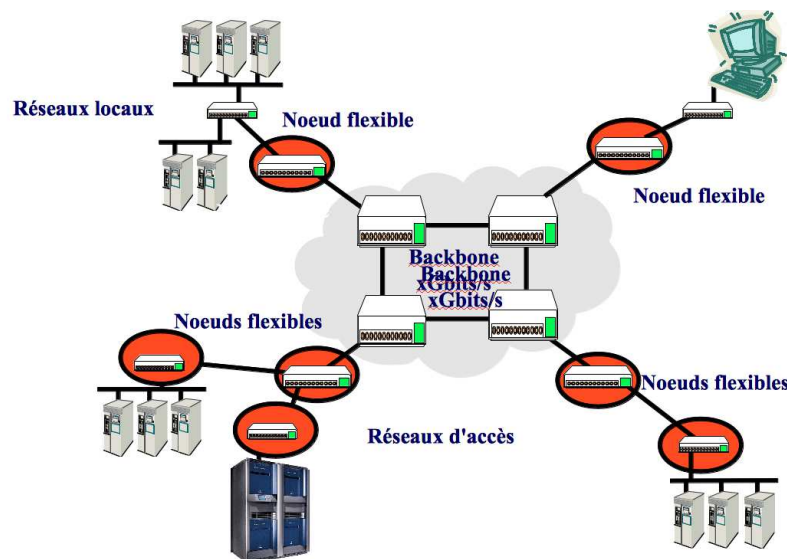 Réseaux locaux
Noeud flexible
Noeud flexible
Backbone
Backbone
xGbits/s
xGbits/s
Noeuds flexibles
Noeuds flexibles
Réseaux d'accès